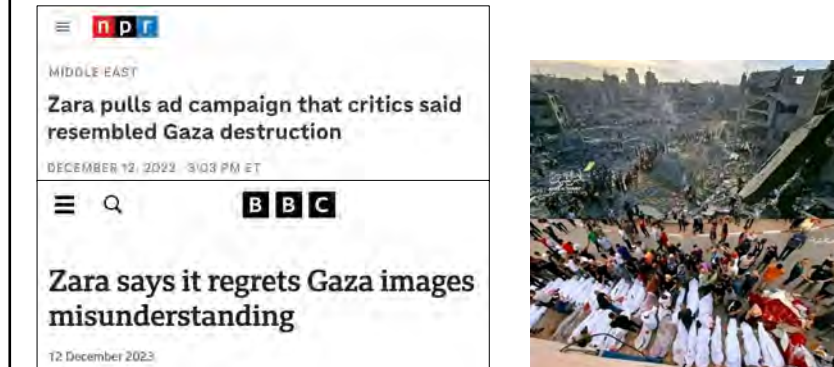 npr
MIDDLE EAST
Zara pulls ad campaign that critics said
resembled Gaza destruction
DECEMBER 12, 2023 3:03 PM ET
BBC
Zara says it regrets Gaza images
misunderstanding
12 December 2023